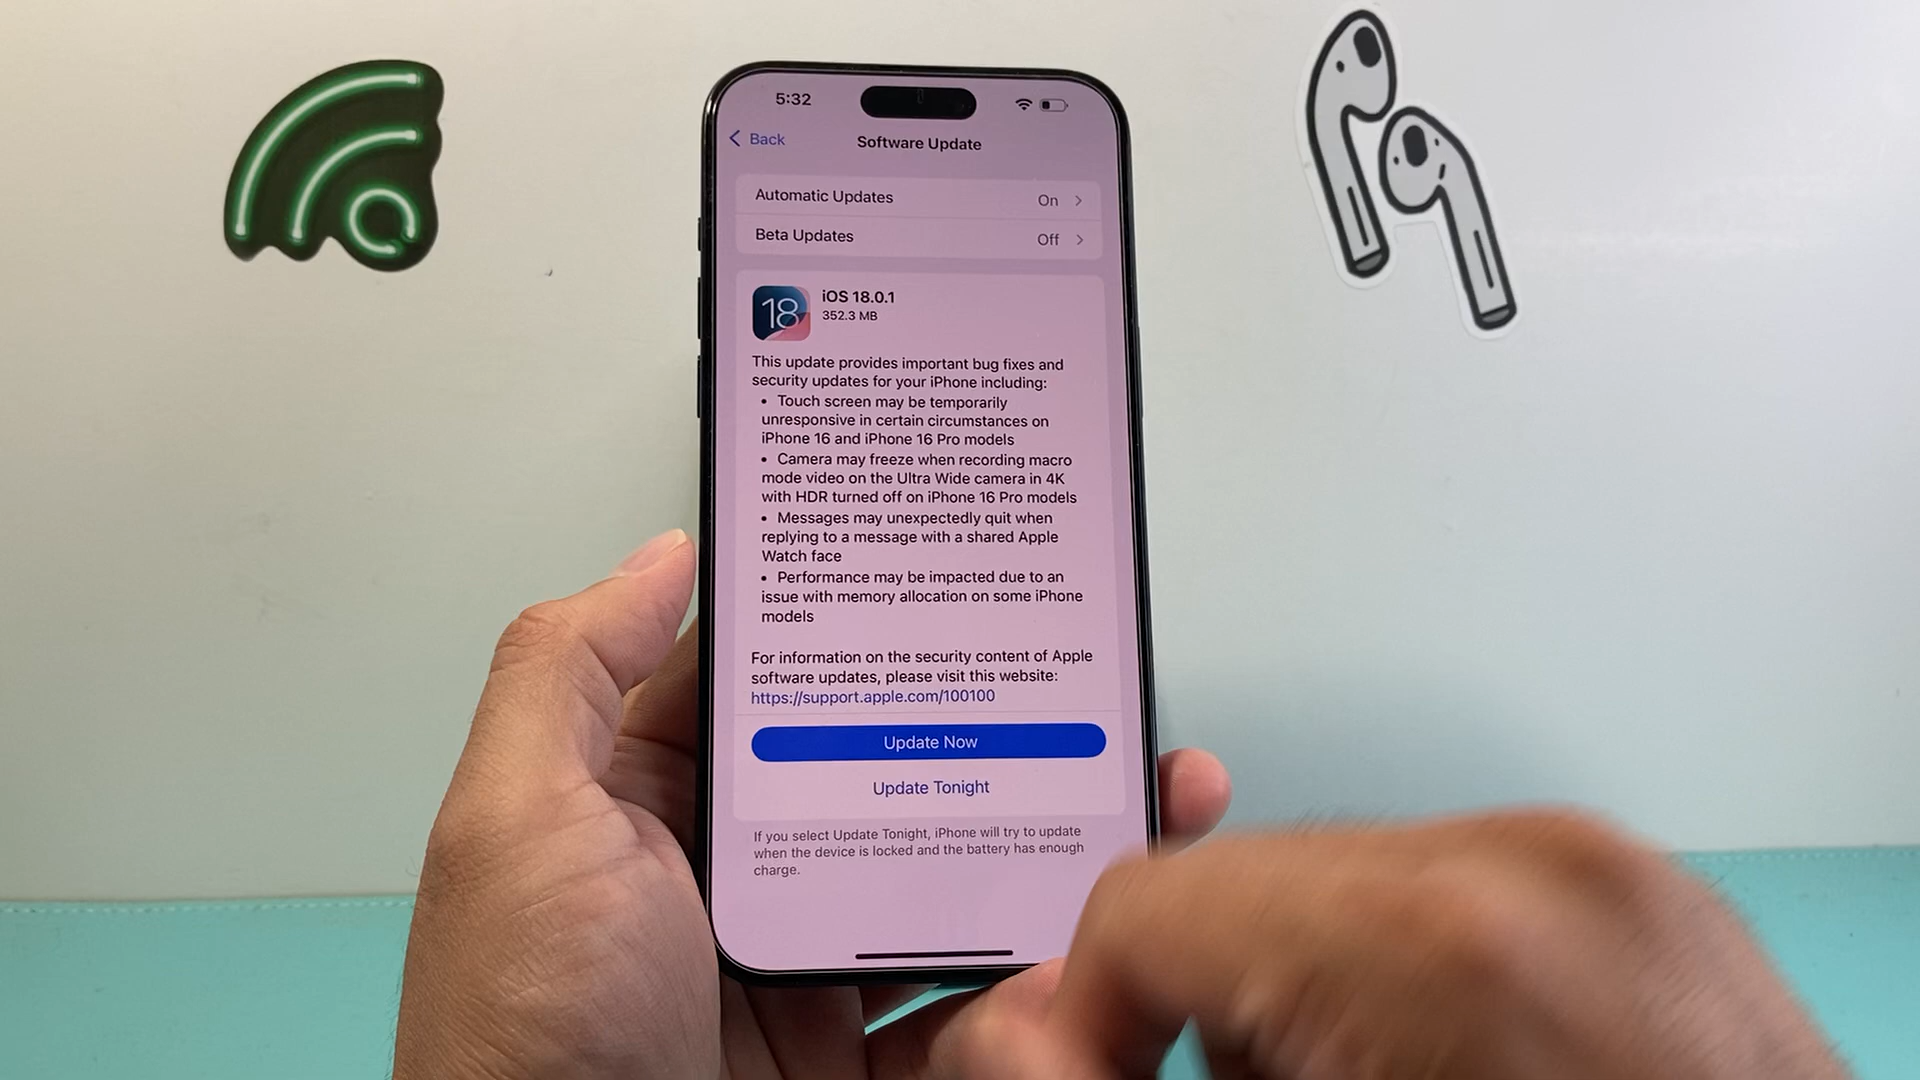 5:32
Back
Software Update
Automatic Updates On
Beta Updates Off
18
iOS 18.0.1
352.3 MB
This update provides important bug fixes and
security updates for your iPhone including:
• Touch screen may be temporarily
unresponsive in certain circumstances on
iPhone 16 and iPhone 16 Pro models
• Camera may freeze when recording macro
mode video on the Ultra Wide camera in 4K
with HDR turned off on iPhone 16 Pro models
• Messages may unexpectedly quit when
replying to a message with a shared Apple
Watch face
• Performance may be impacted due to an
issue with memory allocation on some iPhone
models
For information on the security content of Apple
software updates, please visit this website:
https://support.apple.com/100100
Update Now
Update Tonight
If you select Update Tonight, iPhone will try to update
when the device is locked and the battery has enough
charge.